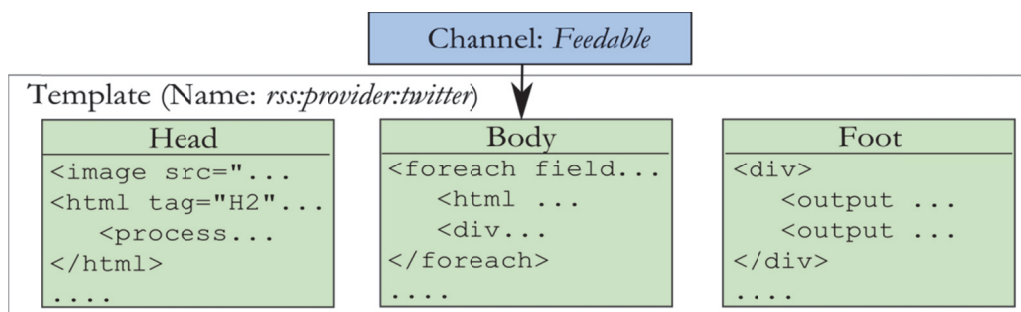 Channel: Feedable
Template (Name: rss:provider:twitter)
Head
<image src="...
<html tag="H2"...
<process...
</html>
....
Body
<foreach field...
<html ...
<div...
</foreach>
....
Foot
<div>
<output ...
<output ...
</div>
....